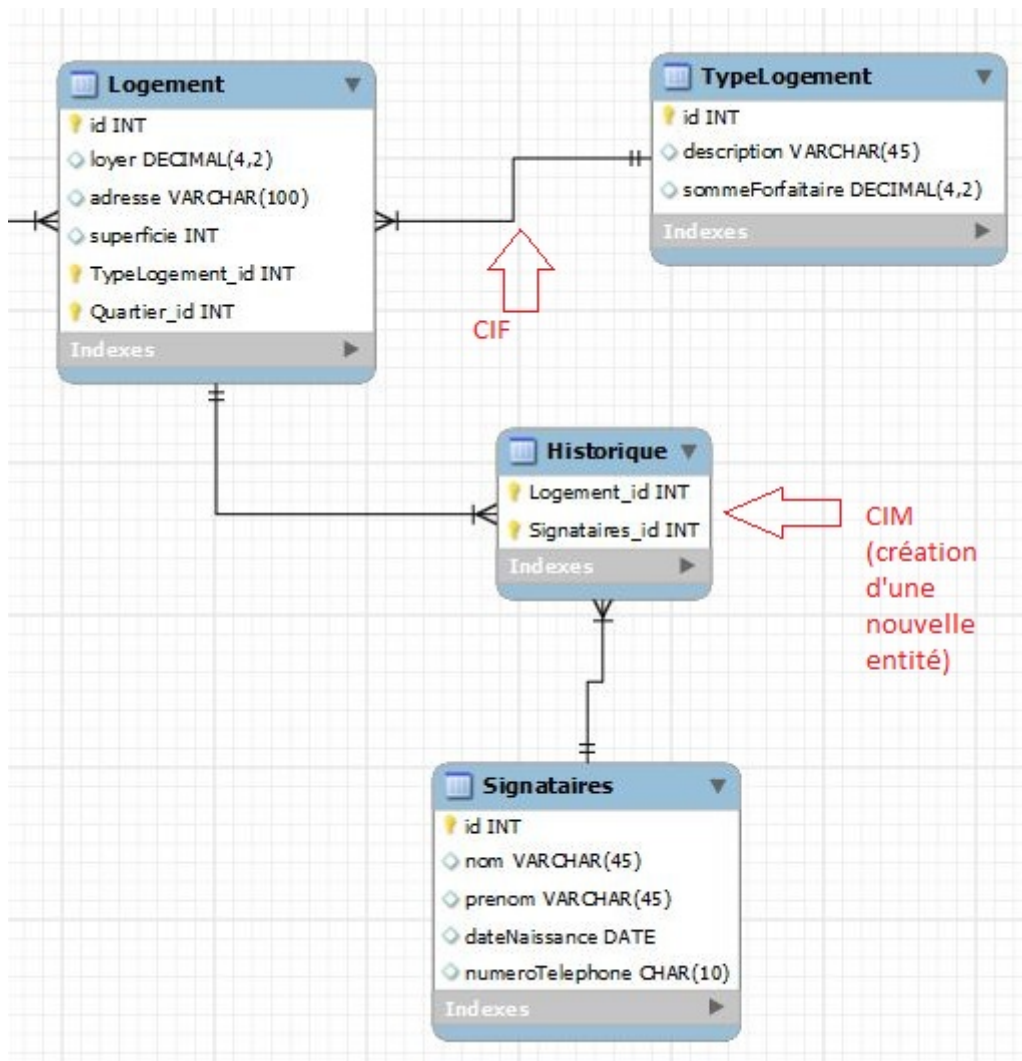 Logement
id INT
loyer DECIMAL(4,2)
adresse VARCHAR(100)
superficie INT
TypeLogement_id INT
Quartier_id INT
Indexes
TypeLogement
id INT
description VARCHAR(45)
sommeForfaitaire DECIMAL(4,2)
Indexes
CIF
Historique
Logement_id INT
Signataires_id INT
Indexes
CIM
(création
d'une
nouvelle
entité)
Signataires
id INT
nom VARCHAR(45)
prenom VARCHAR(45)
dateNaissance DATE
numeroTelephone CHAR(10)
Indexes